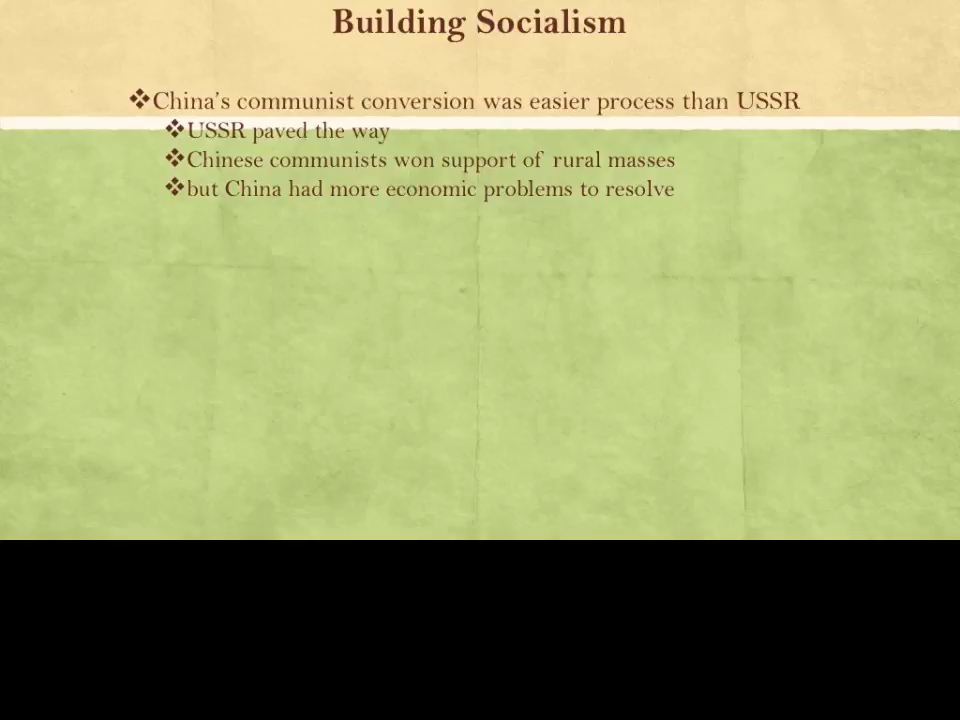 Building Socialism
❖China's communist conversion was easier process than USSR
❖USSR paved the way
❖Chinese communists won support of rural masses
❖but China had more economic problems to resolve